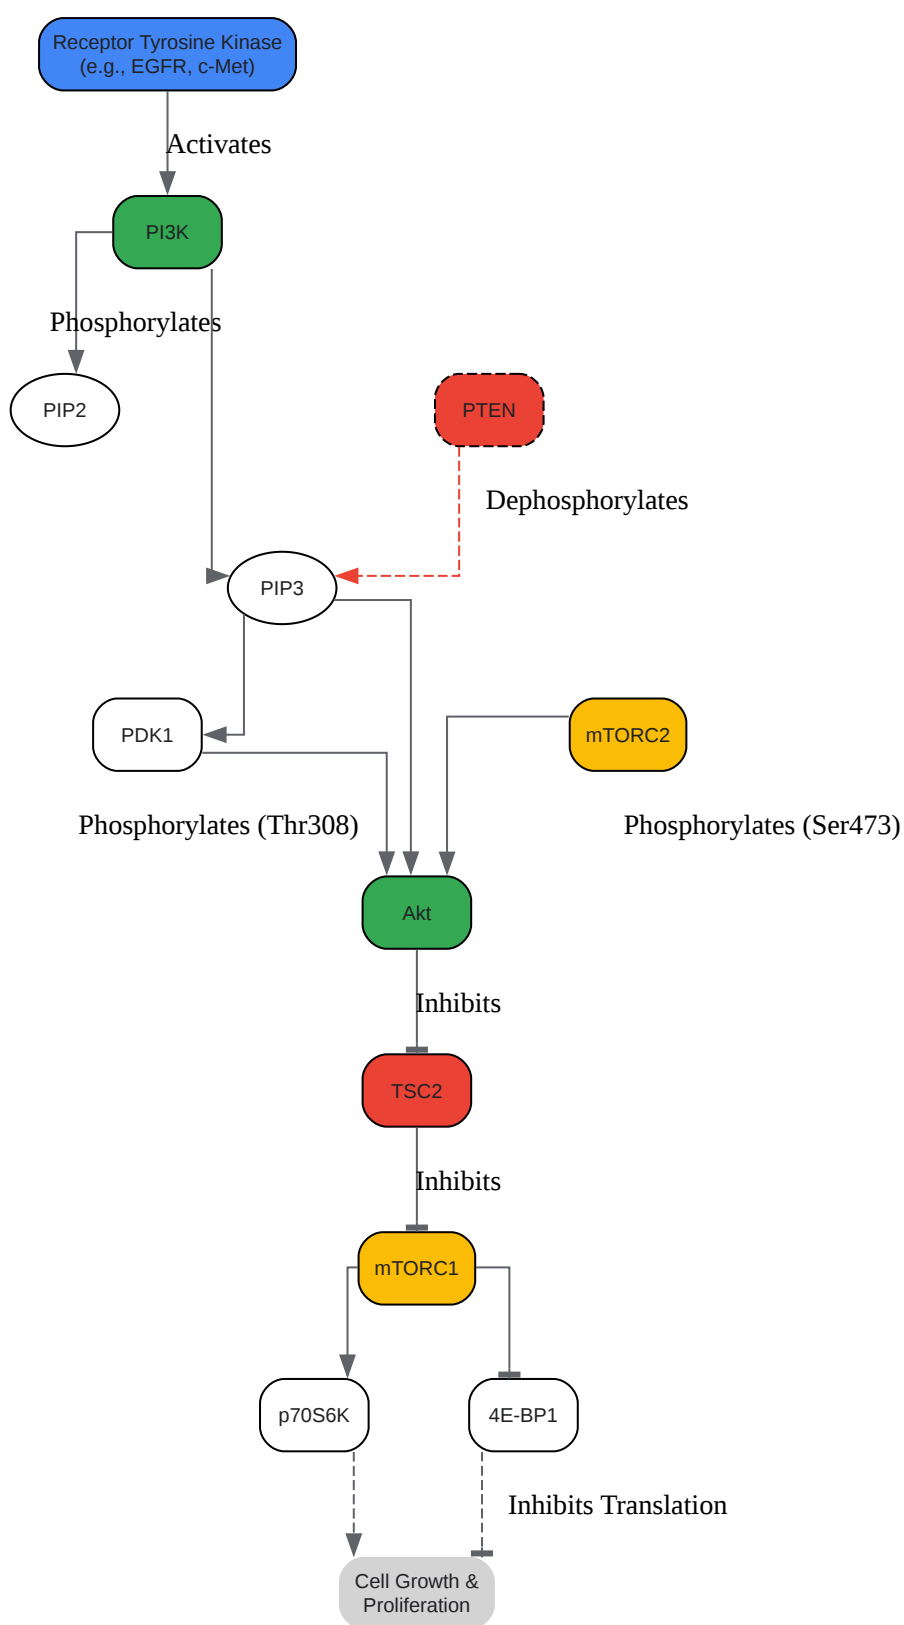 Receptor Tyrosine Kinase
(e.g., EGFR, c-Met)
Activates
PI3K
Phosphorylates
PIP2
PTEN
Dephosphorylates
PIP3
PDK1
mTORC2
Phosphorylates (Thr308)
Phosphorylates (Ser473)
Akt
Inhibits
TSC2
Inhibits
mTORC1
p70S6K
4E-BP1
Inhibits Translation
Cell Growth &
Proliferation